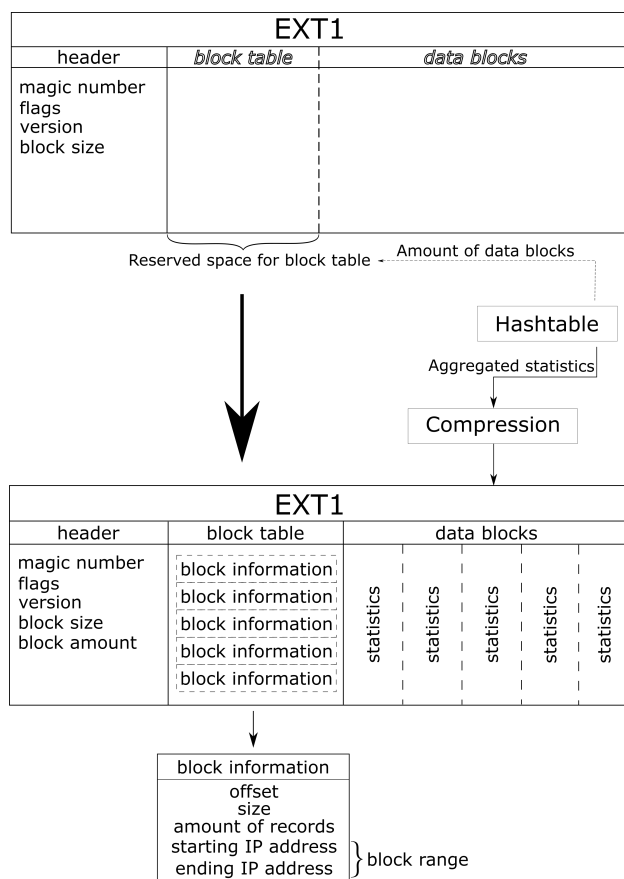 EXT1
header
block table
data blocks
magic number
flags
version
block size
Reserved space for block table
Amount of data blocks
Hashtable
Aggregated statistics
Compression
EXT1
header
block table
data blocks
magic number
flags
version
block size
block amount
block information
block information
block information
block information
block information
statistics
statistics
statistics
statistics
statistics
block information
offset
size
amount of records
starting IP address
ending IP address
block range